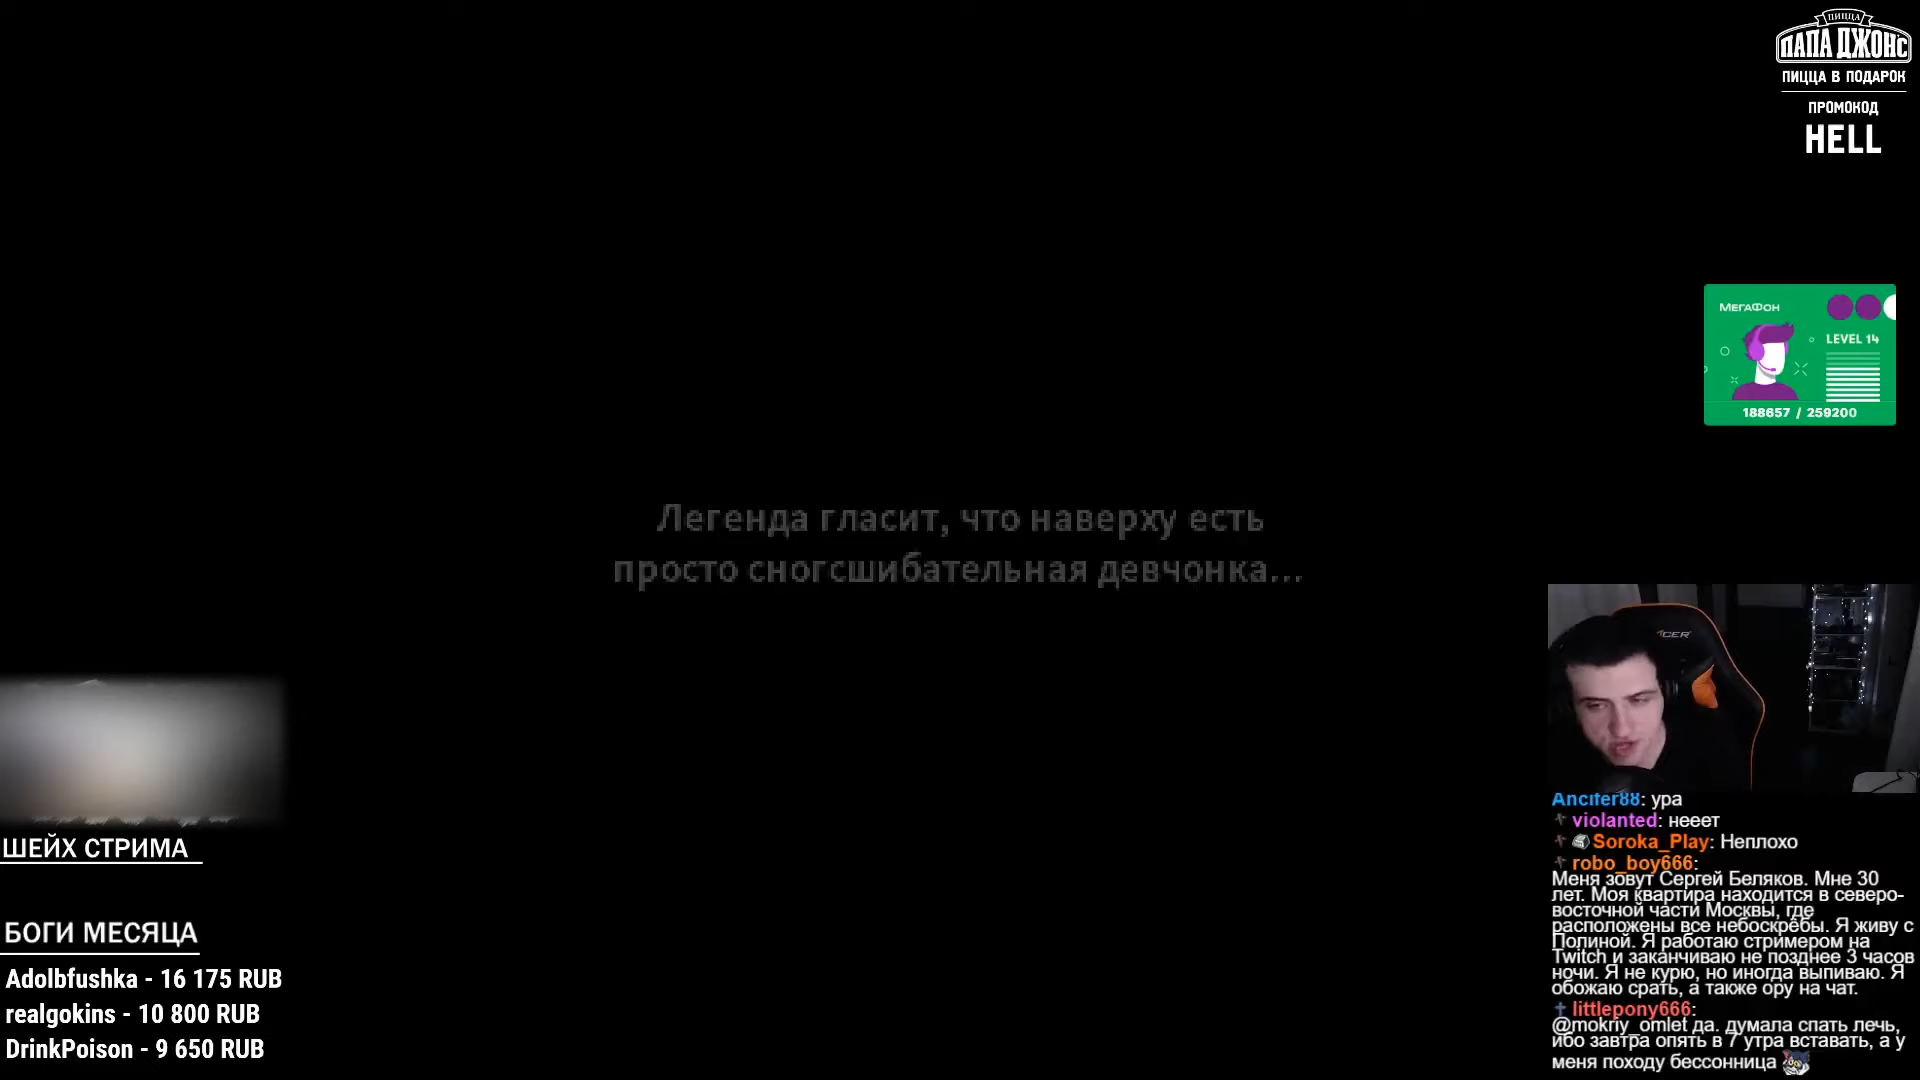 ПИЦЦА
ПАПА ДЖОНС
ПИЦЦА В ПОДАРОК
ПРОМОКОД
HELL
МЕГАФОН
LEVEL 14
188657 / 259200
Легенда гласит, что наверху есть
просто сногсшибательная девчонка...
ACER
ШЕЙХ СТРИМА
БОГИ МЕСЯЦА
Adolbfushka - 16 175 RUB
realgokins - 10 800 RUB
DrinkPoison - 9 650 RUB
Ancifer88: ура
violanted: нееет
Soroka_Play: Неплохо
robo_boy666:
Меня зовут Сергей Беляков. Мне 30
лет. Моя квартира находится в северо-
восточной части Москвы, где
расположены все небоскрёбы. Я живу с
Полиной. Я работаю стримером на
Twitch и заканчиваю не позднее 3 часов
ночи. Я не курю, но иногда выпиваю. Я
обожаю срать, а также ору на чат.
littlepony666:
@mokriy_omlet да. думала спать лечь,
ибо завтра опять в 7 утра вставать, а у
меня походу бессонница